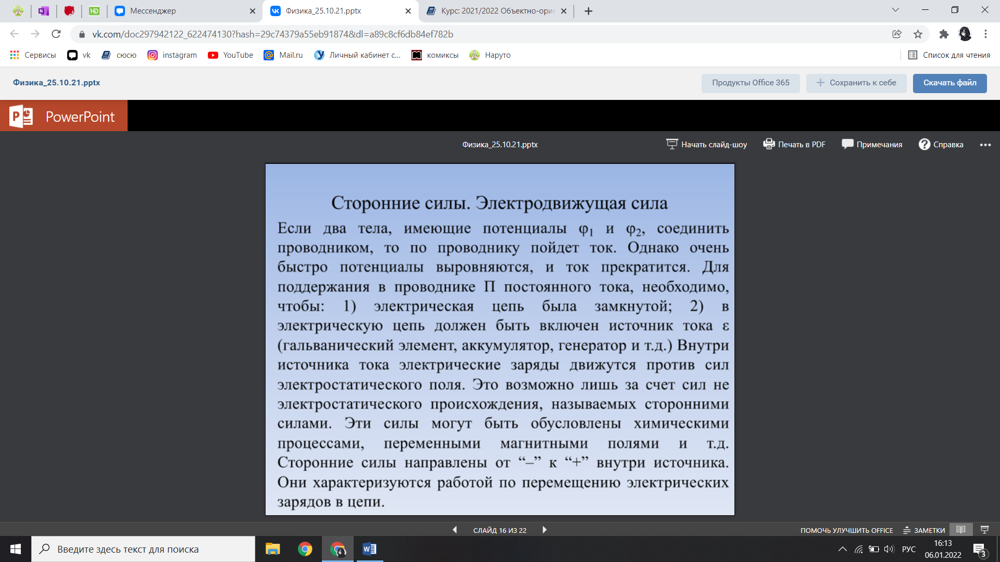 Мессенджер
Физика_25.10.21.pptx
Курс: 2021/2022 Объектно-орие
vk.com/doc297942122_622474130?hash=29c74379a55eb91874&dl=a89c8cf6db84ef782b
Сервисы
vk
сюсю
instagram
YouTube
Mail.ru
Личный кабинет с...
комиксы
Наруто
Список для чтения
Физика_25.10.21.pptx
Продукты Office 365
Сохранить к себе
Скачать файл
PowerPoint
Физика_25.10.21.pptx
Начать слайд-шоу
Печать в PDF
Примечания
Справка
Сторонние силы. Электродвижущая сила
Если два тела, имеющие потенциалы φ₁ и φ₂, соединить
проводником, то по проводнику пойдет ток. Однако очень
быстро потенциалы выровняются, и ток прекратится. Для
поддержания в проводнике П постоянного тока, необходимо,
чтобы: 1) электрическая цепь была замкнутой; 2) в
электрическую цепь должен быть включен источник тока ε
(гальванический элемент, аккумулятор, генератор и т.д.) Внутри
источника тока электрические заряды движутся против сил
электростатического поля. Это возможно лишь за счет сил не
электростатического происхождения, называемых сторонними
силами. Эти силы могут быть обусловлены химическими
процессами, переменными магнитными полями и т.д.
Сторонние силы направлены от “–” к “+” внутри источника.
Они характеризуются работой по перемещению электрических
зарядов в цепи.
СЛАЙД 16 ИЗ 22
ПОМОЧЬ УЛУЧШИТЬ OFFICE
ЗАМЕТКИ
Введите здесь текст для поиска
РУС
16:13
06.01.2022
3
HD